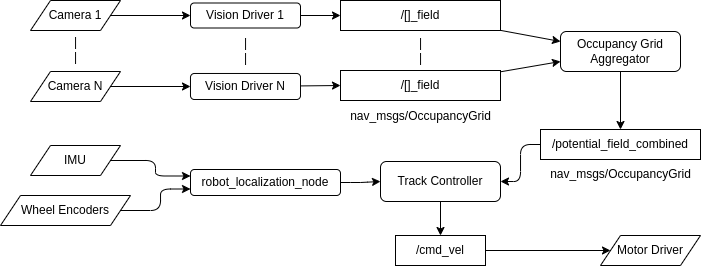 Camera 1
Vision Driver 1
/[]_field
Occupancy Grid
Aggregator
Camera N
Vision Driver N
/[]_field
nav_msgs/OccupancyGrid
/potential_field_combined
nav_msgs/OccupancyGrid
IMU
robot_localization_node
Track Controller
Wheel Encoders
/cmd_vel
Motor Driver